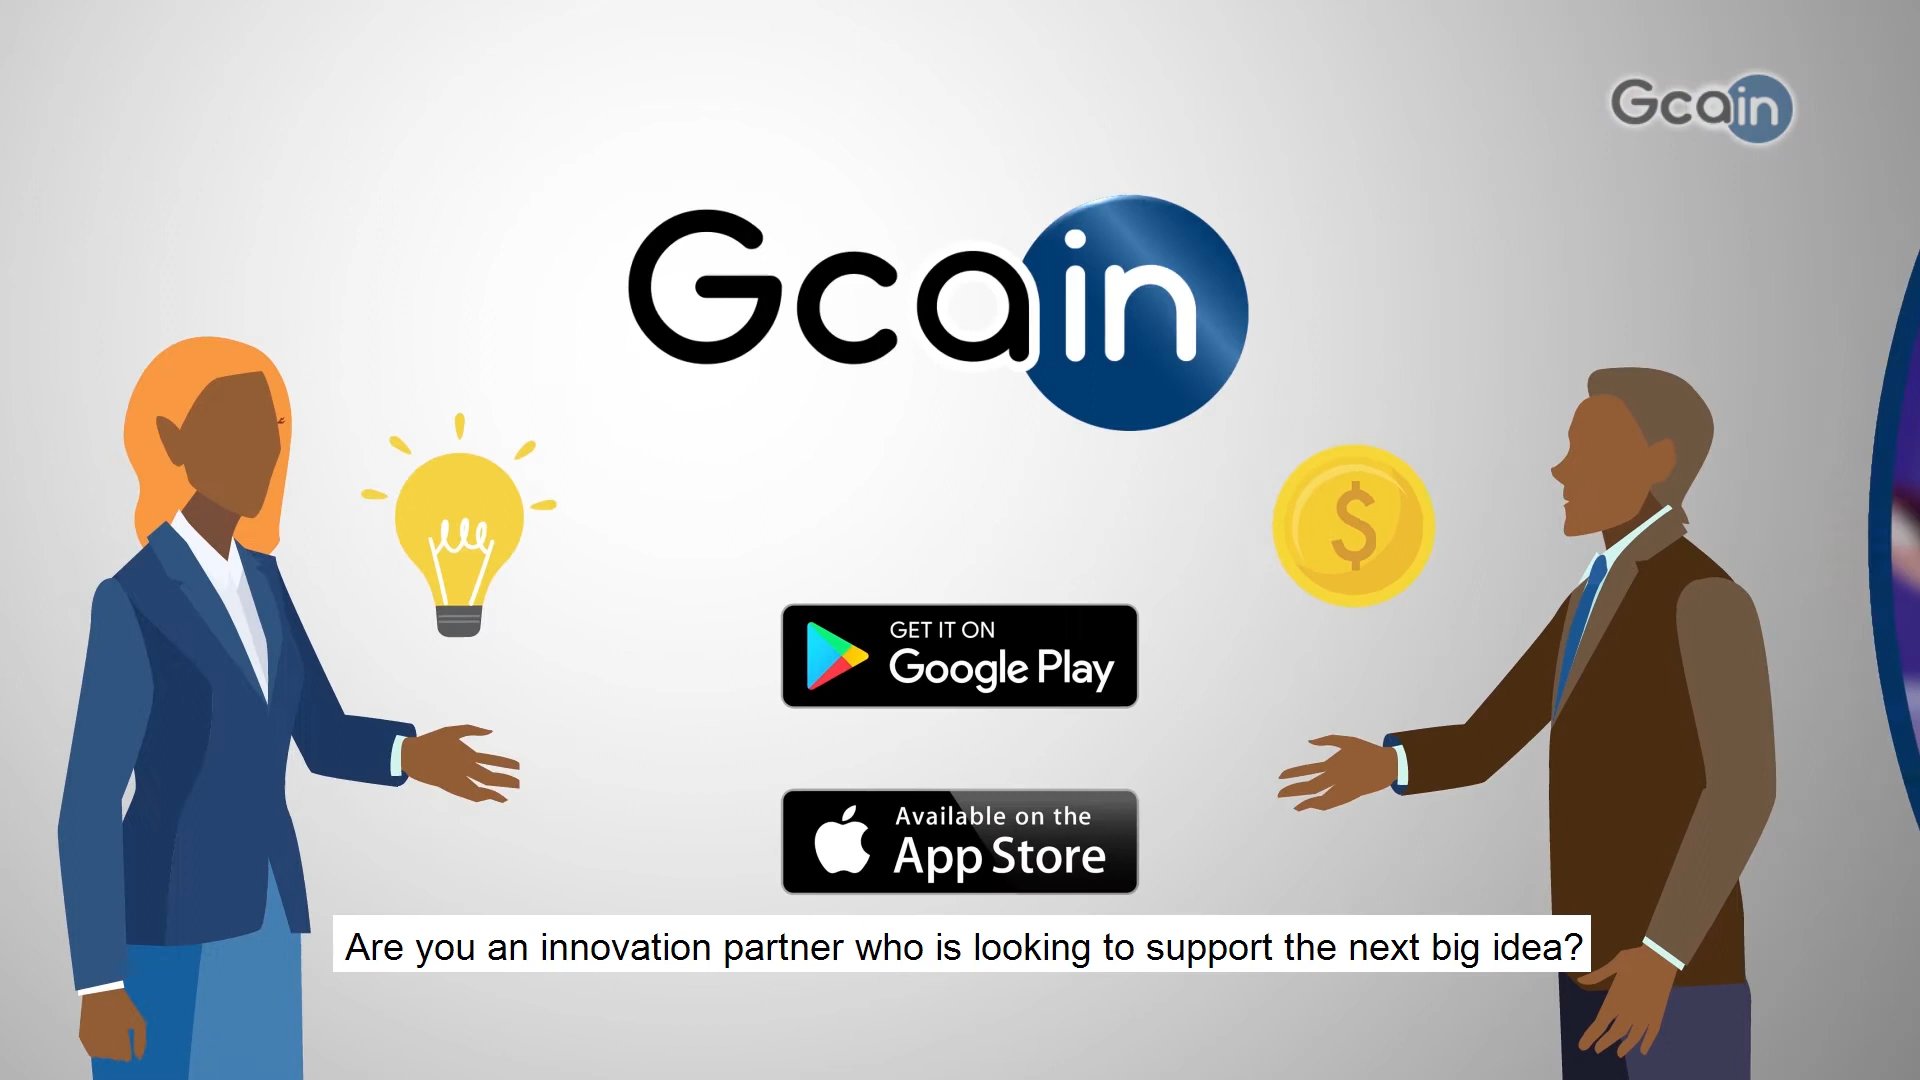 Gcain
Gcain
$
GET IT ON
Google Play
Available on the
App Store
Are you an innovation partner who is looking to support the next big idea?